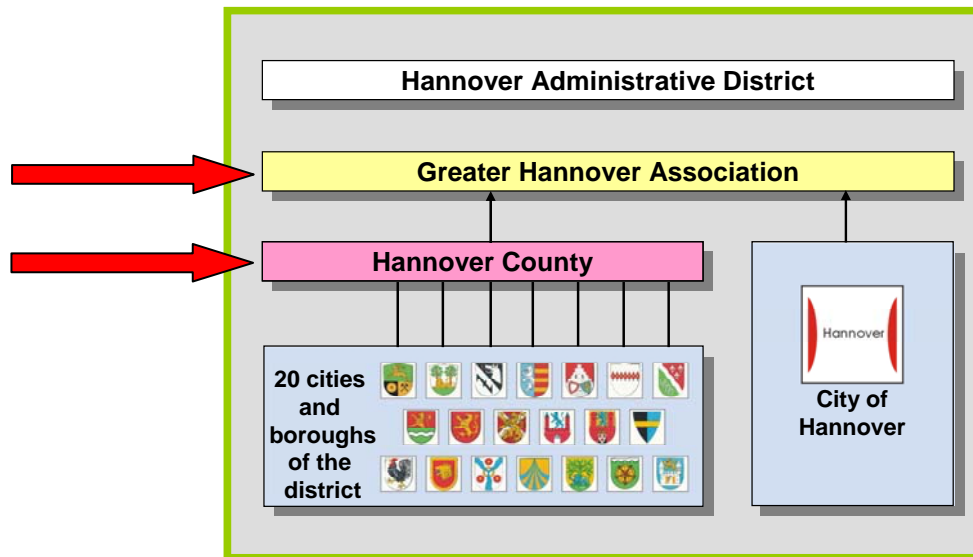 Hannover Administrative District
Greater Hannover Association
Hannover County
20 cities
and
boroughs
of the
district
Hannover
City of
Hannover